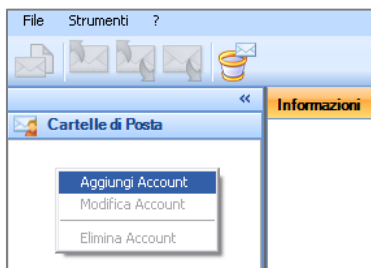 File Strumenti ?
«
Informazioni
Cartelle di Posta
Aggiungi Account
Modifica Account
Elimina Account